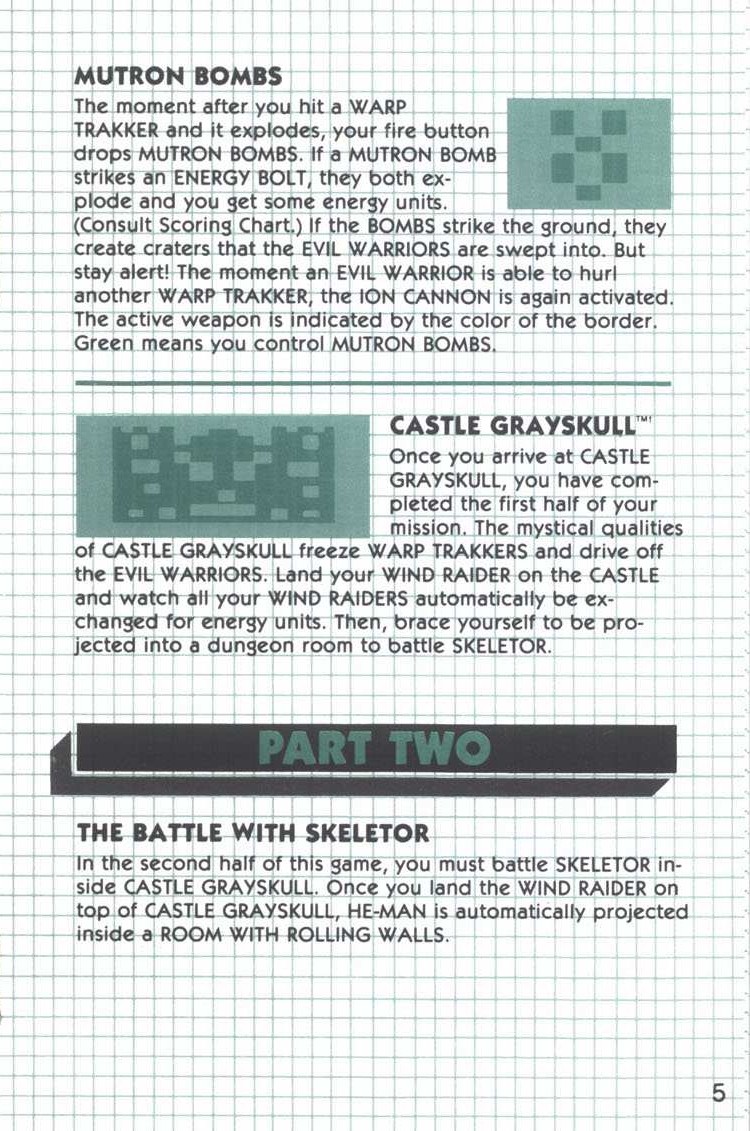 MUTRON BOMBS
The moment after you hit a WARP
TRAKKER and it explodes, your fire button
drops MUTRON BOMBS. If a MUTRON BOMB
strikes an ENERGY BOLT, they both ex-
plode and you get some energy units.
(Consult Scoring Chart.) If the BOMBS strike the ground, they
create craters that the EVIL WARRIORS are swept into. But
stay alert! The moment an EVIL WARRIOR is able to hurl
another WARP TRAKKER, the ION CANNON is again activated.
The active weapon is indicated by the color of the border.
Green means you control MUTRON BOMBS.
CASTLE GRAYSKULL™
Once you arrive at CASTLE
GRAYSKULL, you have com-
pleted the first half of your
mission. The mystical qualities
of CASTLE GRAYSKULL freeze WARP TRAKKERS and drive off
the EVIL WARRIORS. Land your WIND RAIDER on the CASTLE
and watch all your WIND RAIDERS automatically be ex-
changed for energy units. Then, brace yourself to be pro-
jected into a dungeon room to battle SKELETOR.
PART TWO
THE BATTLE WITH SKELETOR
In the second half of this game, you must battle SKELETOR in-
side CASTLE GRAYSKULL. Once you land the WIND RAIDER on
top of CASTLE GRAYSKULL, HE-MAN is automatically projected
inside a ROOM WITH ROLLING WALLS.
5